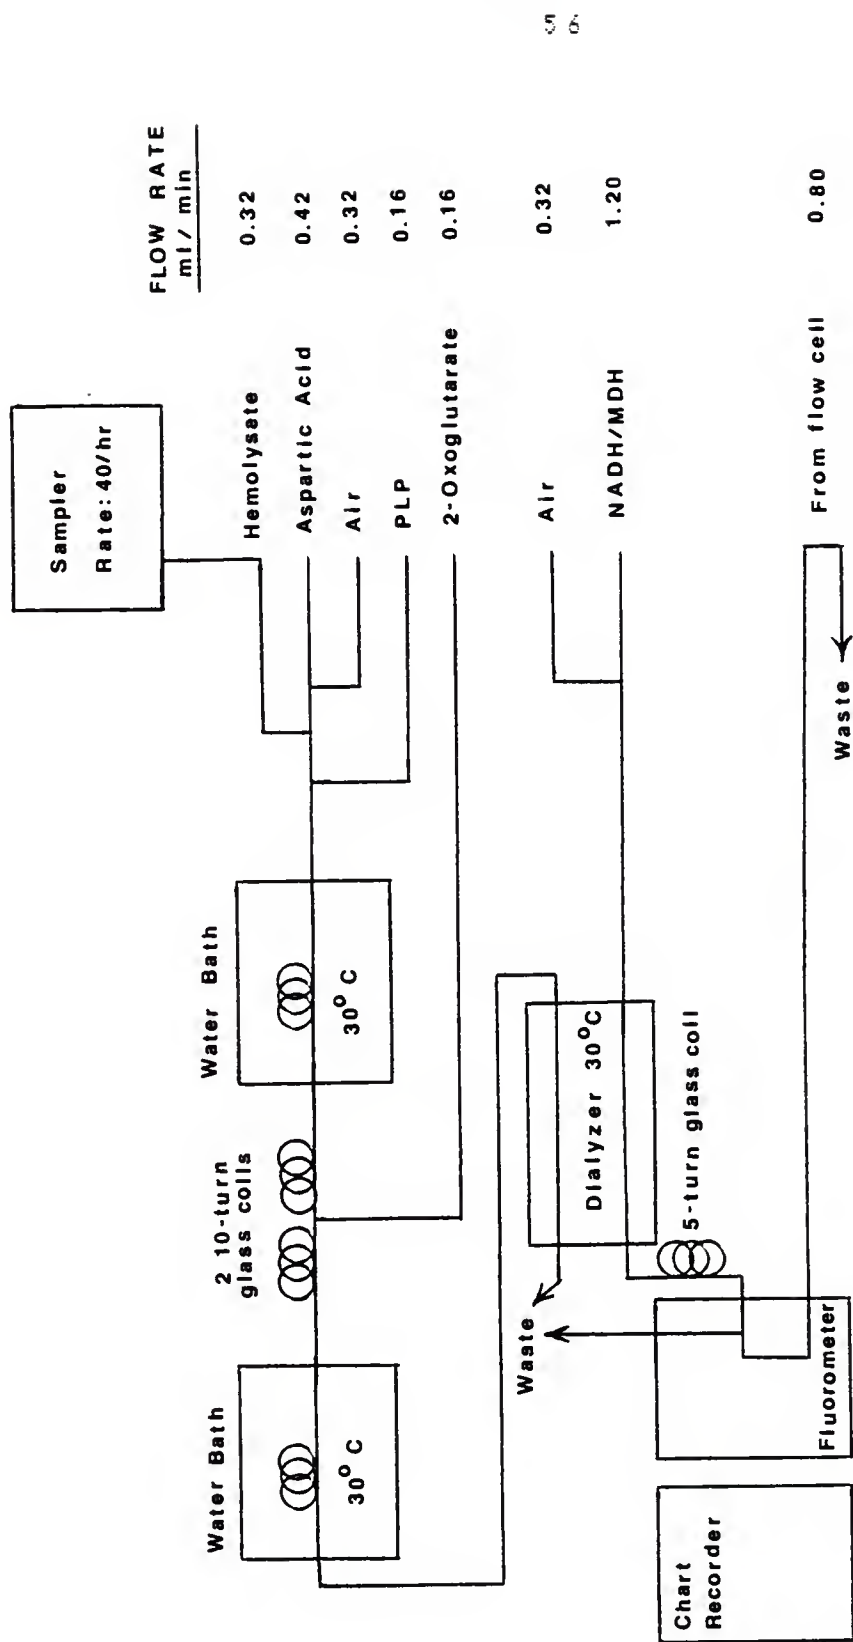 56
Sampler
Rate: 40/hr
FLOW RATE
ml/ min
Hemolysate 0.32
Aspartic Acid 0.42
Air 0.32
PLP 0.16
2-Oxoglutarate 0.16
Air 0.32
NADH/MDH 1.20
From flow cell 0.80
Waste
Water Bath
30°C
2 10-turn
glass coils
Water Bath
30°C
Dialyzer 30°C
5-turn glass coil
Waste
Fluorometer
Chart
Recorder